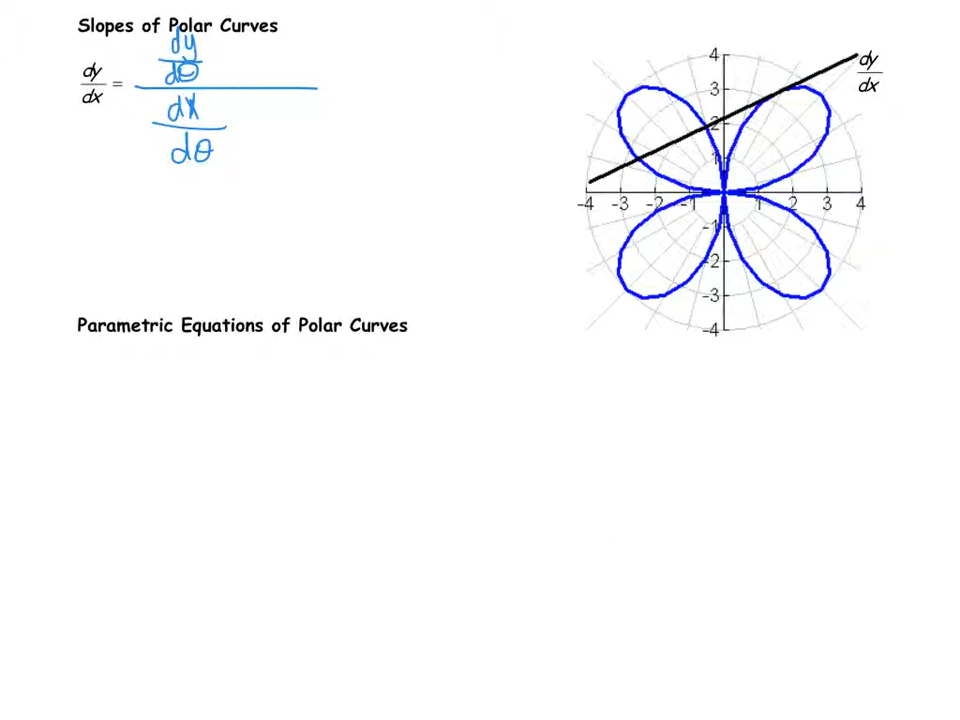 Slopes of Polar Curves
dy/dx = dy/dθ / dx/dθ
dy/dx
4
3
2
1
-4 -3 -2 -1 1 2 3 4
-1
-2
-3
-4
Parametric Equations of Polar Curves